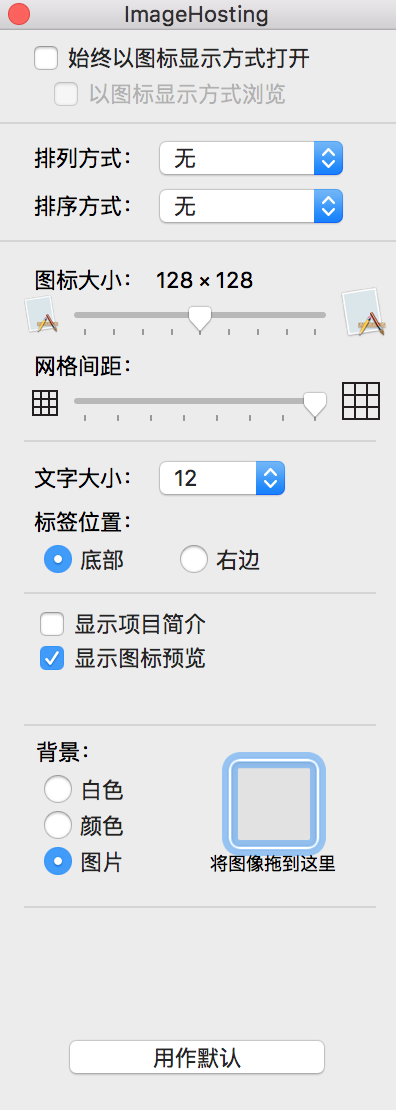 ImageHosting
始终以图标显示方式打开
以图标显示方式浏览
排列方式： 无
排序方式： 无
图标大小： 128 × 128
网格间距：
文字大小： 12
标签位置：
底部 右边
显示项目简介
显示图标预览
背景：
白色
颜色
图片
将图像拖到这里
用作默认